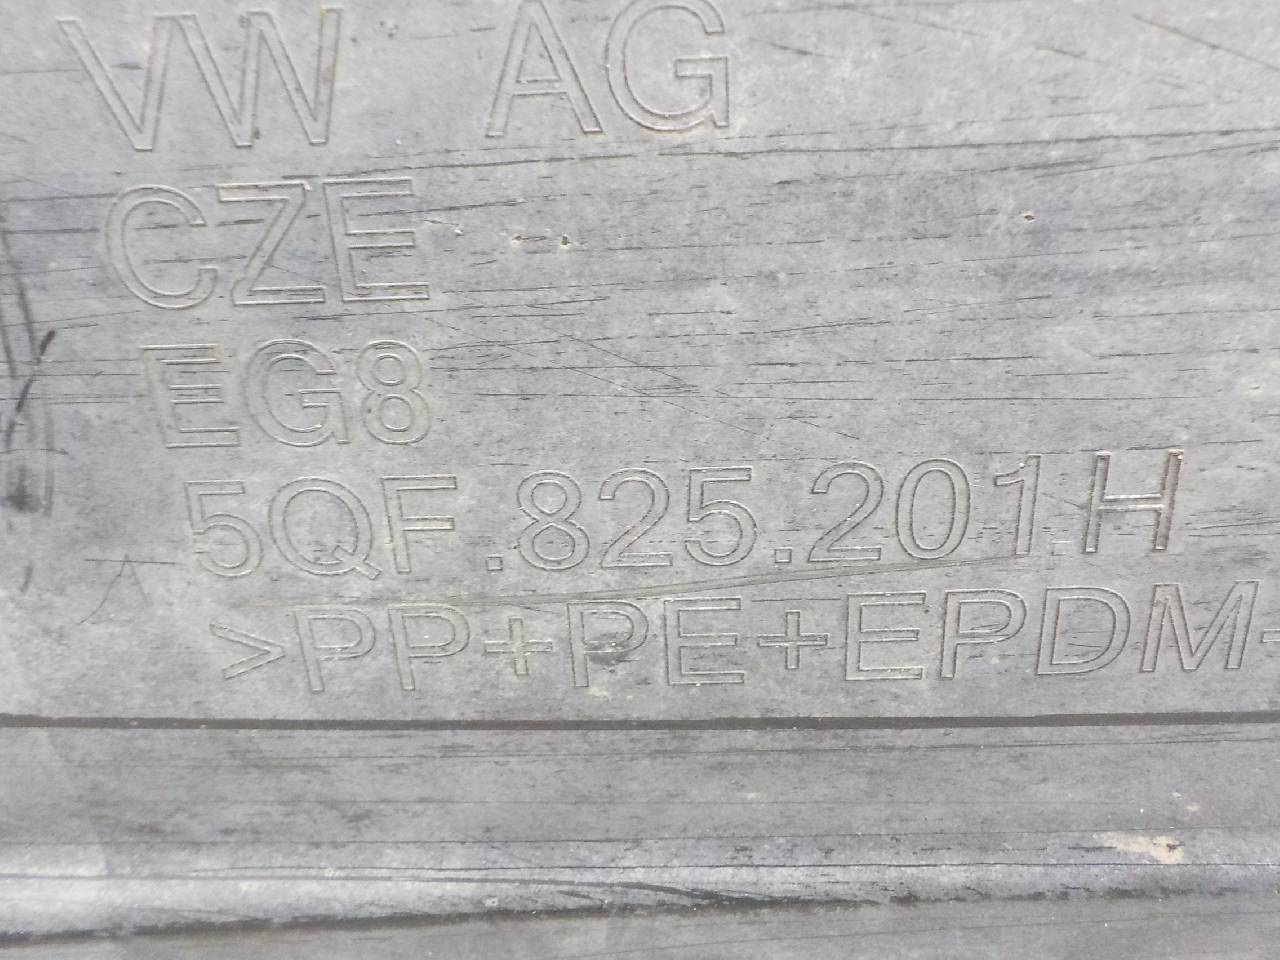 VW AG
CZE
EG8
5QF.825.201H
>PP+PE+EPDM-